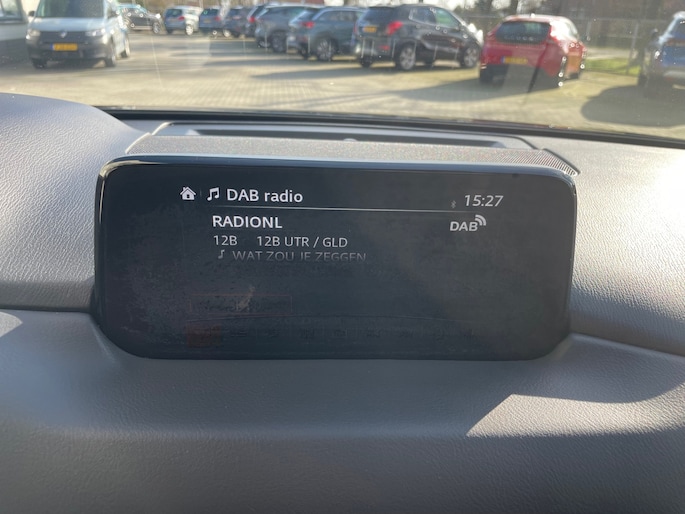 DAB radio 15:27
RADIONL DAB
12B 12B UTR / GLD
WAT ZOU JE ZEGGEN